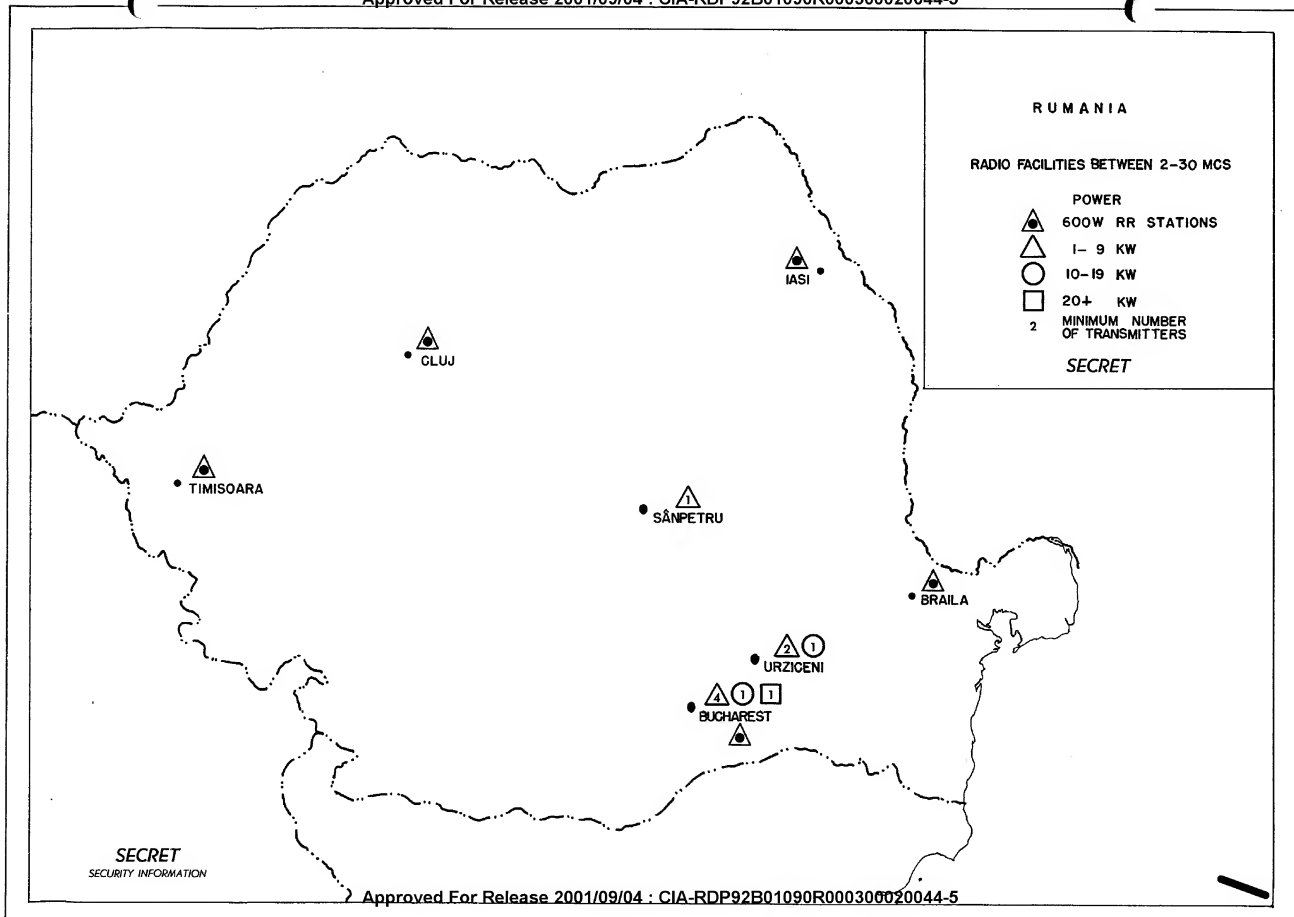 Approved For Release 2001/09/04 : CIA-RDP92B01090R000300020044-5
RUMANIA
RADIO FACILITIES BETWEEN 2-30 MCS
POWER
600W RR STATIONS
1-9 KW
10-19 KW
20+ KW
2 MINIMUM NUMBER
OF TRANSMITTERS
SECRET
IASI
CLUJ
TIMISOARA
1
SÂNPETRU
BRAILA
2 1
URZICENI
4 1 1
BUCHAREST
SECRET
SECURITY INFORMATION
Approved For Release 2001/09/04 : CIA-RDP92B01090R000300020044-5